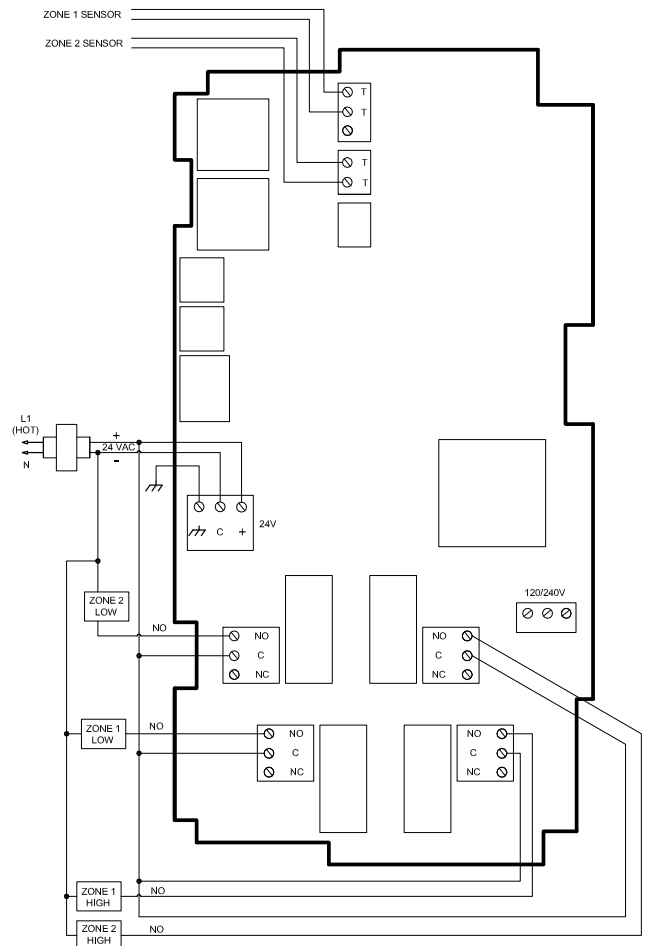 ZONE 1 SENSOR
ZONE 2 SENSOR
T
T
T
T
L1
(HOT)
N
+
24 VAC
-
24V
C +
120/240V
ZONE 2
LOW
NO
NO
C
NC
NO
C
NC
ZONE 1
LOW
NO
NO
C
NC
NO
C
NC
ZONE 1
HIGH
NO
ZONE 2
HIGH
NO